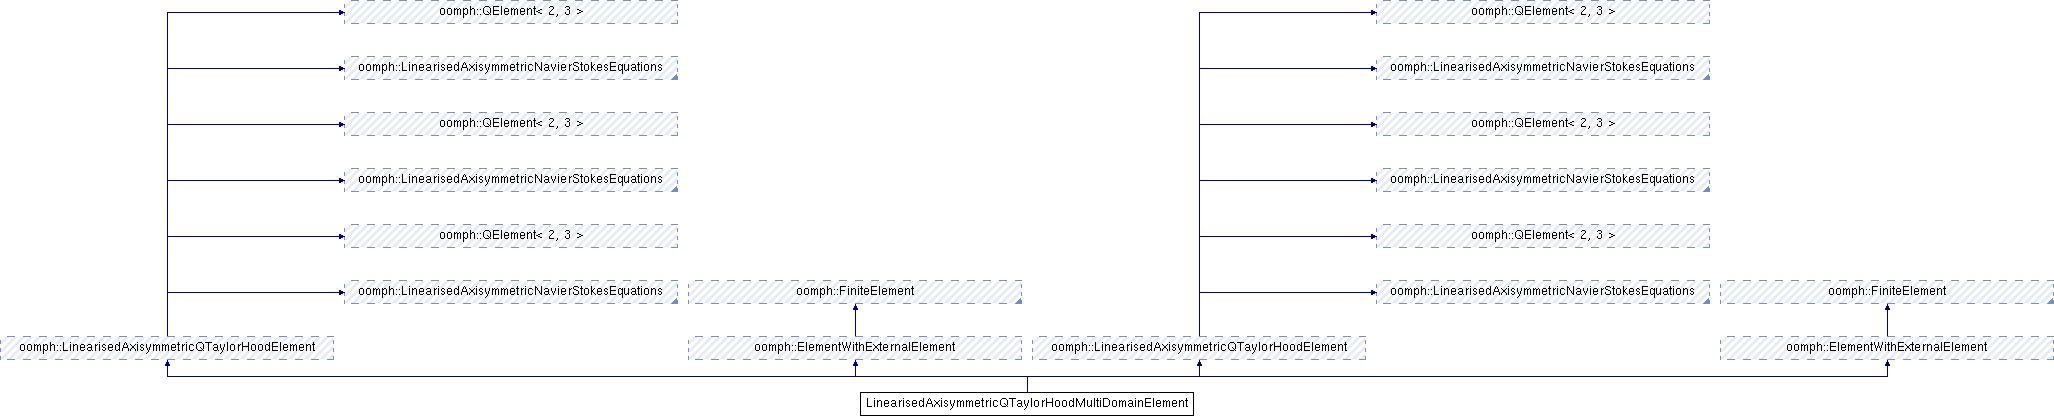 oomph::QElement< 2, 3 >
oomph::QElement< 2, 3 >
oomph::LinearisedAxisymmetricNavierStokesEquations
oomph::LinearisedAxisymmetricNavierStokesEquations
oomph::QElement< 2, 3 >
oomph::QElement< 2, 3 >
oomph::LinearisedAxisymmetricNavierStokesEquations
oomph::LinearisedAxisymmetricNavierStokesEquations
oomph::QElement< 2, 3 >
oomph::QElement< 2, 3 >
oomph::LinearisedAxisymmetricNavierStokesEquations
oomph::FiniteElement
oomph::LinearisedAxisymmetricNavierStokesEquations
oomph::FiniteElement
oomph::LinearisedAxisymmetricQTaylorHoodElement
oomph::ElementWithExternalElement
oomph::LinearisedAxisymmetricQTaylorHoodElement
oomph::ElementWithExternalElement
LinearisedAxisymmetricQTaylorHoodMultiDomainElement